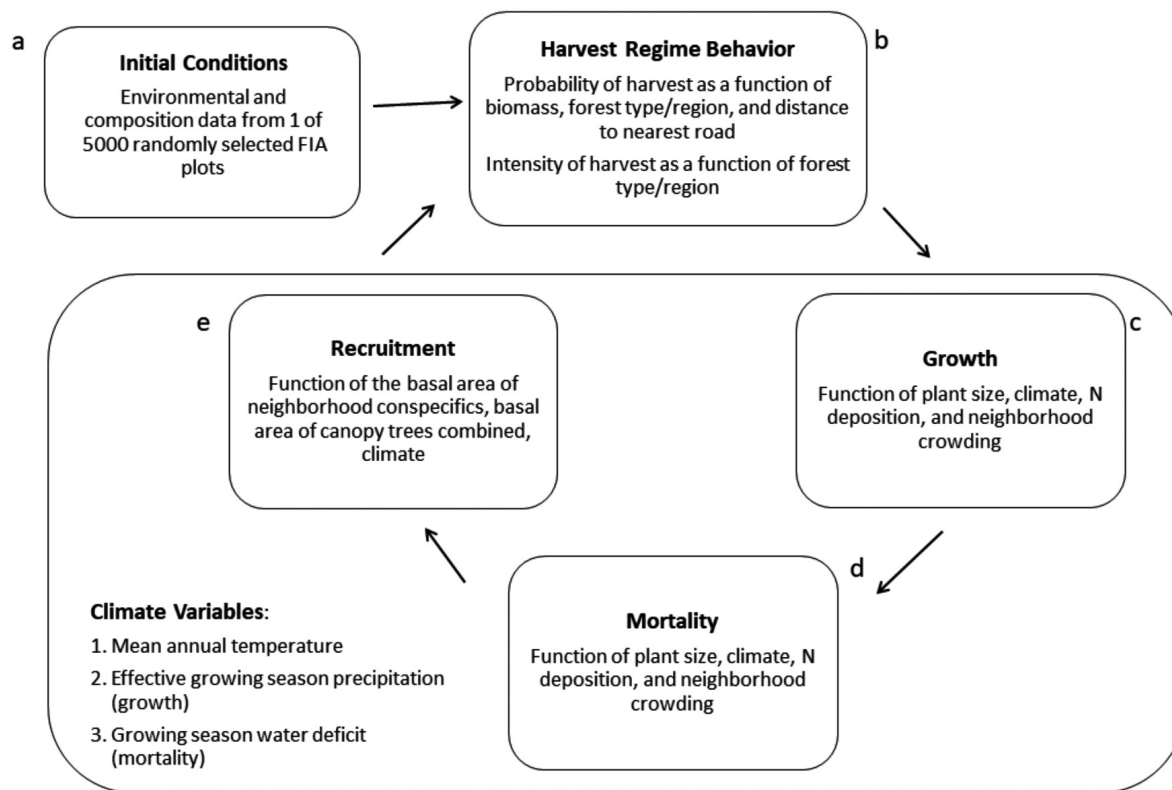 a
Initial Conditions
Environmental and
composition data from 1 of
5000 randomly selected FIA
plots
b
Harvest Regime Behavior
Probability of harvest as a function of
biomass, forest type/region, and distance
to nearest road
Intensity of harvest as a function of forest
type/region
c
Growth
Function of plant size, climate, N
deposition, and neighborhood
crowding
d
Mortality
Function of plant size, climate, N
deposition, and neighborhood
crowding
e
Recruitment
Function of the basal area of
neighborhood conspecifics, basal
area of canopy trees combined,
climate
Climate Variables:
1. Mean annual temperature
2. Effective growing season precipitation
(growth)
3. Growing season water deficit
(mortality)